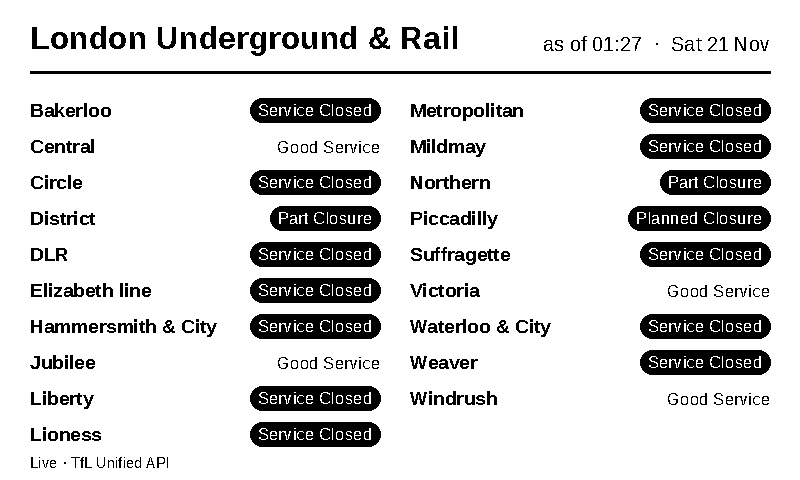 London Underground & Rail
as of 01:27 · Sat 21 Nov
Bakerloo Service Closed
Central Good Service
Circle Service Closed
District Part Closure
DLR Service Closed
Elizabeth line Service Closed
Hammersmith & City Service Closed
Jubilee Good Service
Liberty Service Closed
Lioness Service Closed
Metropolitan Service Closed
Mildmay Service Closed
Northern Part Closure
Piccadilly Planned Closure
Suffragette Service Closed
Victoria Good Service
Waterloo & City Service Closed
Weaver Service Closed
Windrush Good Service
Live · TfL Unified API